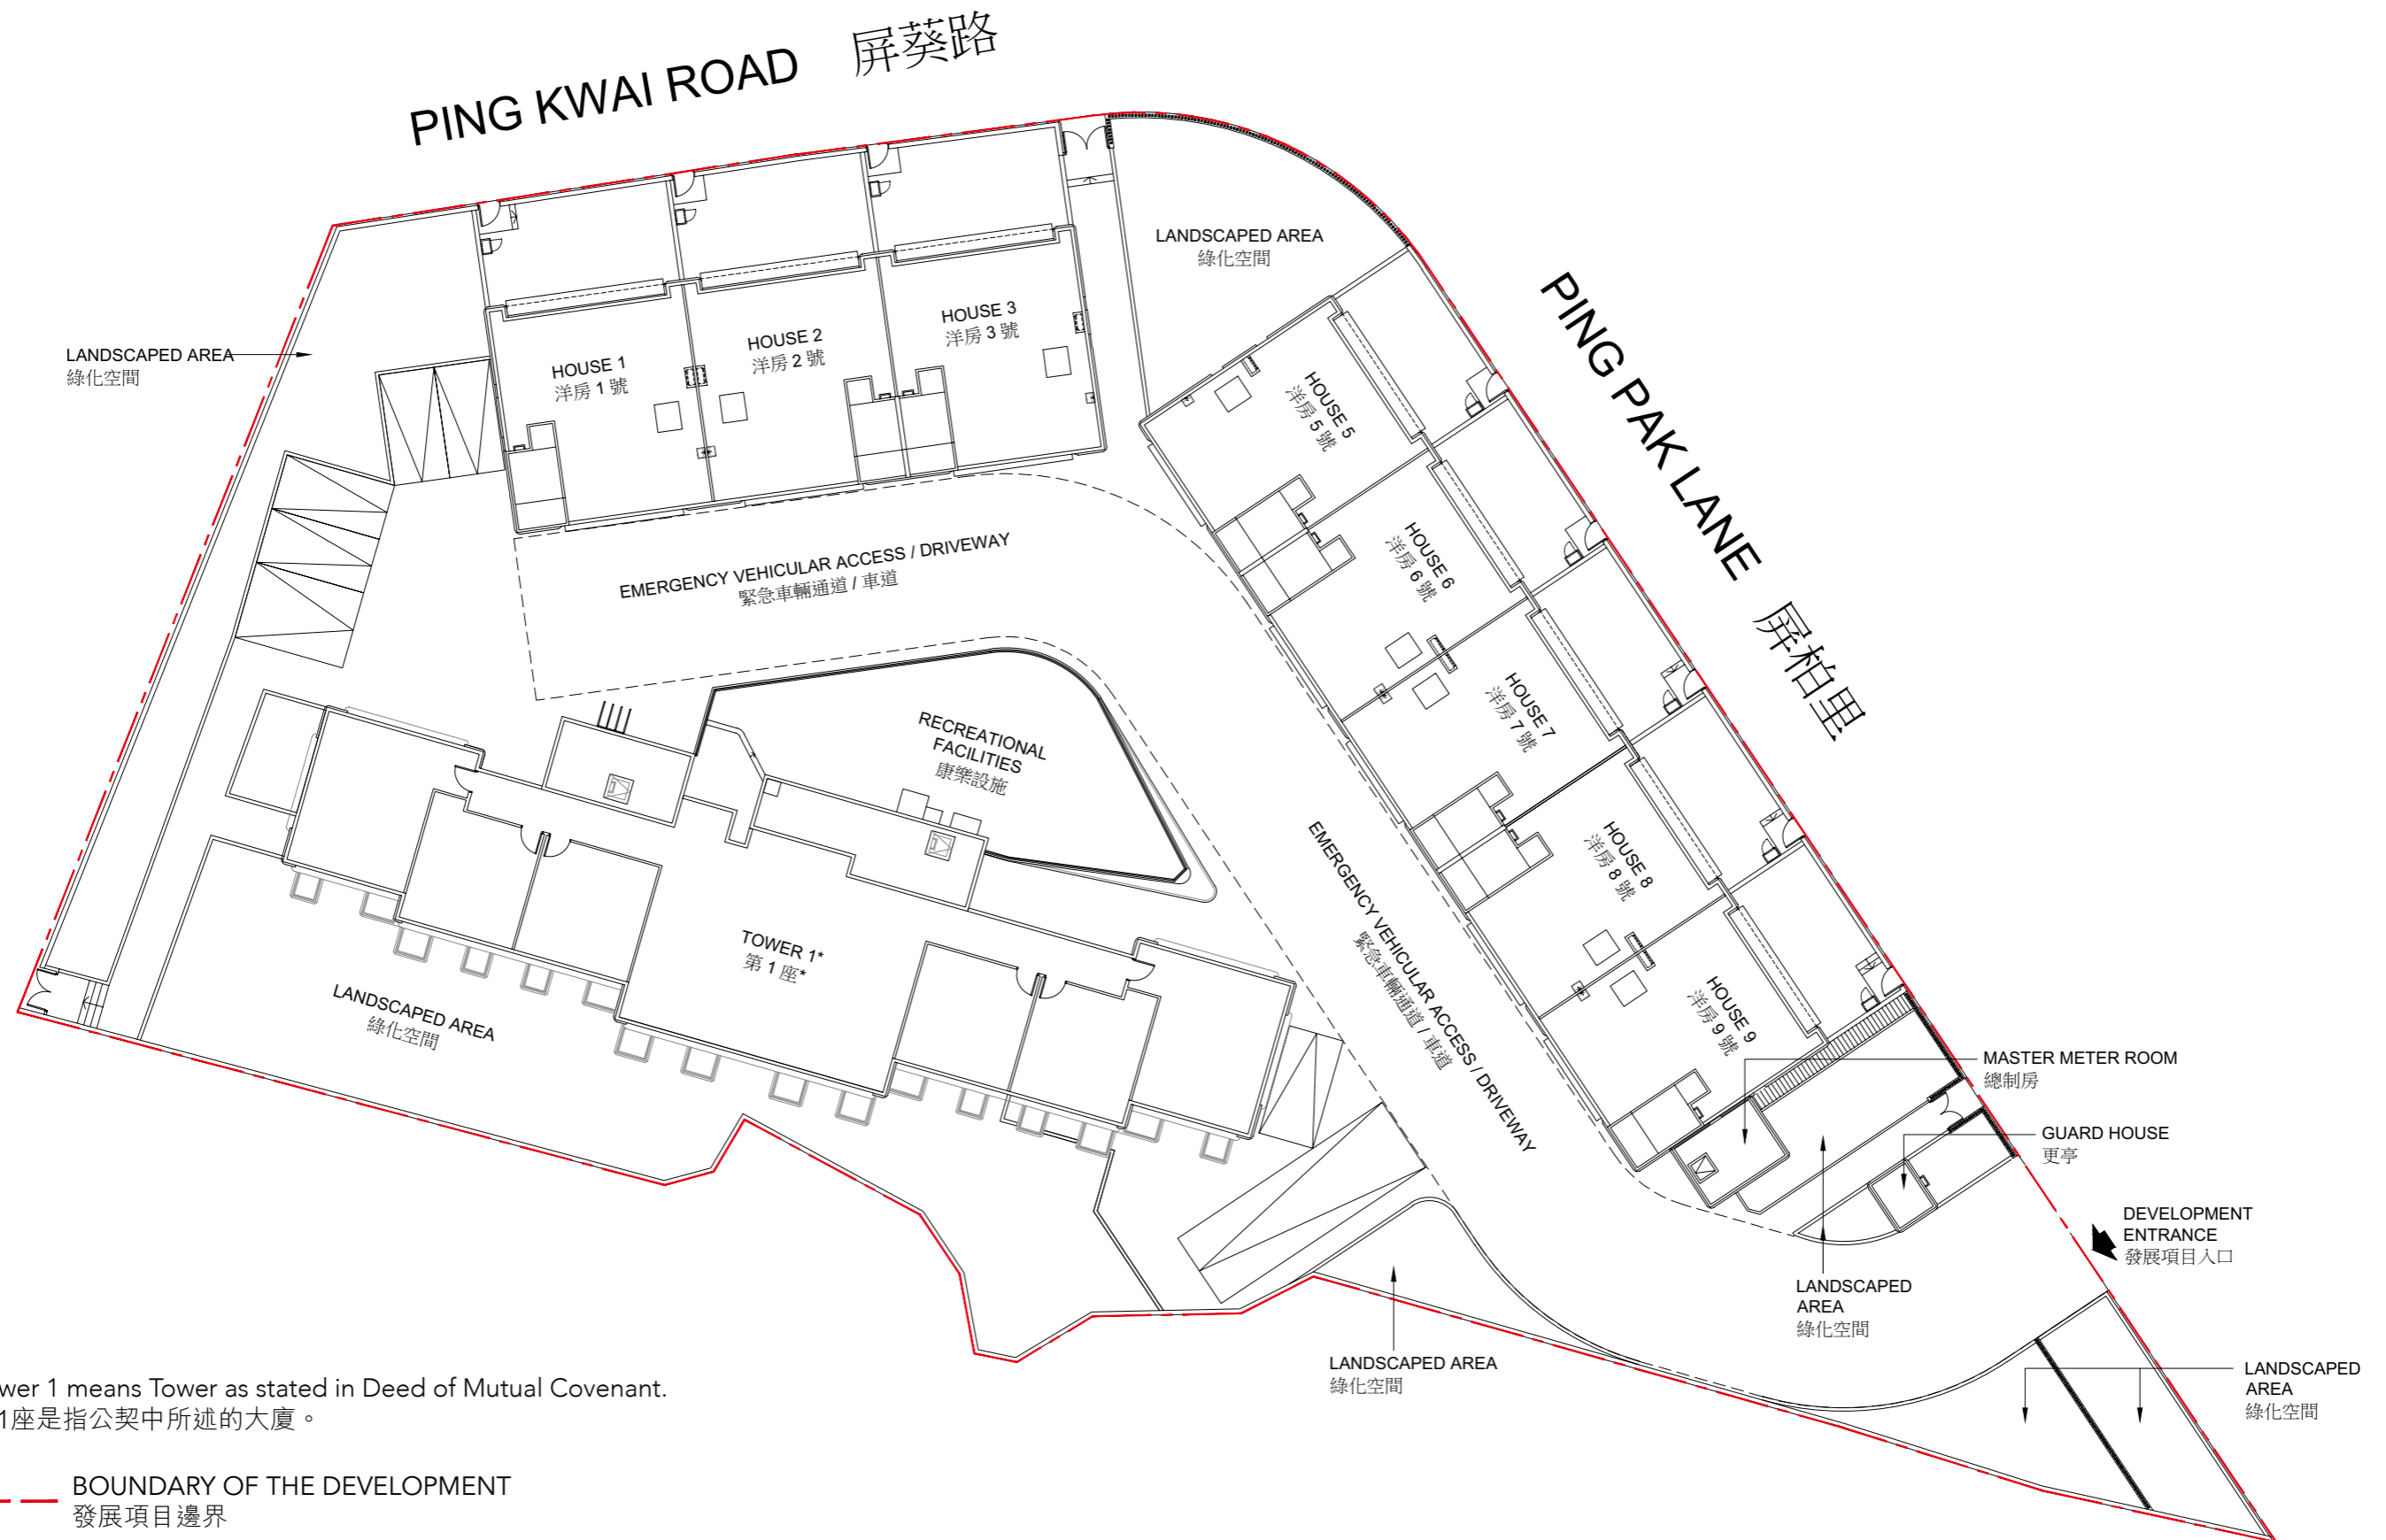 PING KWAI ROAD 屏葵路
LANDSCAPED AREA
綠化空間
LANDSCAPED AREA
綠化空間
HOUSE 1
洋房 1 號
HOUSE 2
洋房 2 號
HOUSE 3
洋房 3 號
PING PAK LANE 屏柏里
HOUSE 5
洋房 5 號
HOUSE 6
洋房 6 號
HOUSE 7
洋房 7 號
HOUSE 8
洋房 8 號
HOUSE 9
洋房 9 號
EMERGENCY VEHICULAR ACCESS / DRIVEWAY
緊急車輛通道 / 車道
RECREATIONAL
FACILITIES
康樂設施
EMERGENCY VEHICULAR ACCESS / DRIVEWAY
緊急車輛通道 / 車道
TOWER 1*
第 1 座*
LANDSCAPED AREA
綠化空間
MASTER METER ROOM
總制房
GUARD HOUSE
更亭
DEVELOPMENT
ENTRANCE
發展項目入口
LANDSCAPED
AREA
綠化空間
LANDSCAPED AREA
綠化空間
LANDSCAPED
AREA
綠化空間
wer 1 means Tower as stated in Deed of Mutual Covenant.
1座是指公契中所述的大廈。
BOUNDARY OF THE DEVELOPMENT
發展項目邊界